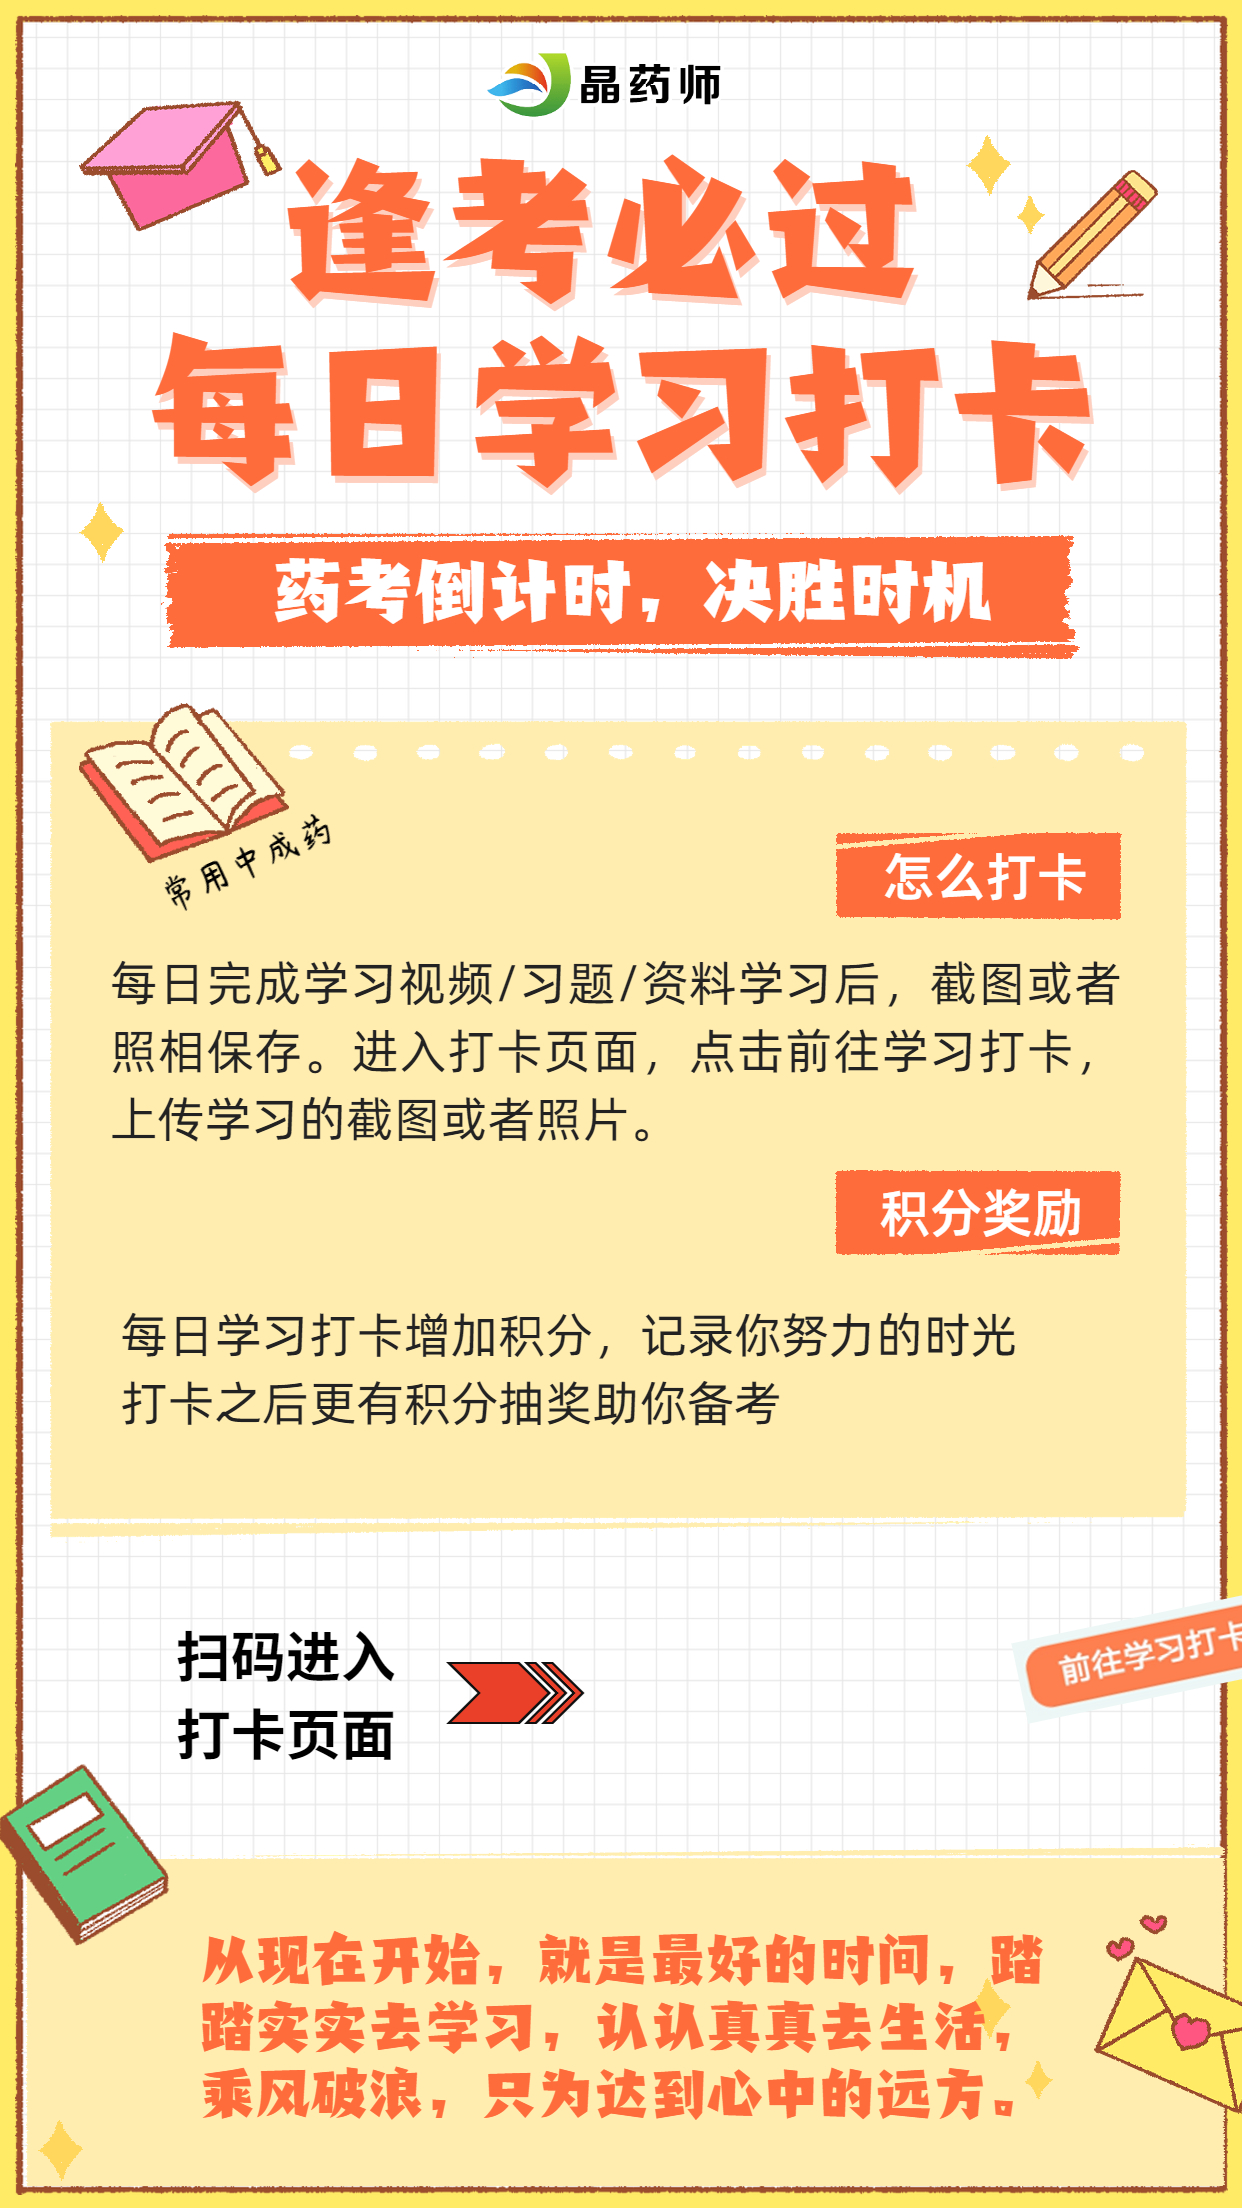 晶药师
逢考必过
每日学习打卡
药考倒计时，决胜时机
常用中成药
怎么打卡
每日完成学习视频/习题/资料学习后，截图或者
照相保存。进入打卡页面，点击前往学习打卡，
上传学习的截图或者照片。
积分奖励
每日学习打卡增加积分，记录你努力的时光
打卡之后更有积分抽奖助你备考
扫码进入
打卡页面
前往学习打卡
从现在开始，就是最好的时间，踏
踏实实去学习，认认真真去生活，
乘风破浪，只为达到心中的远方。